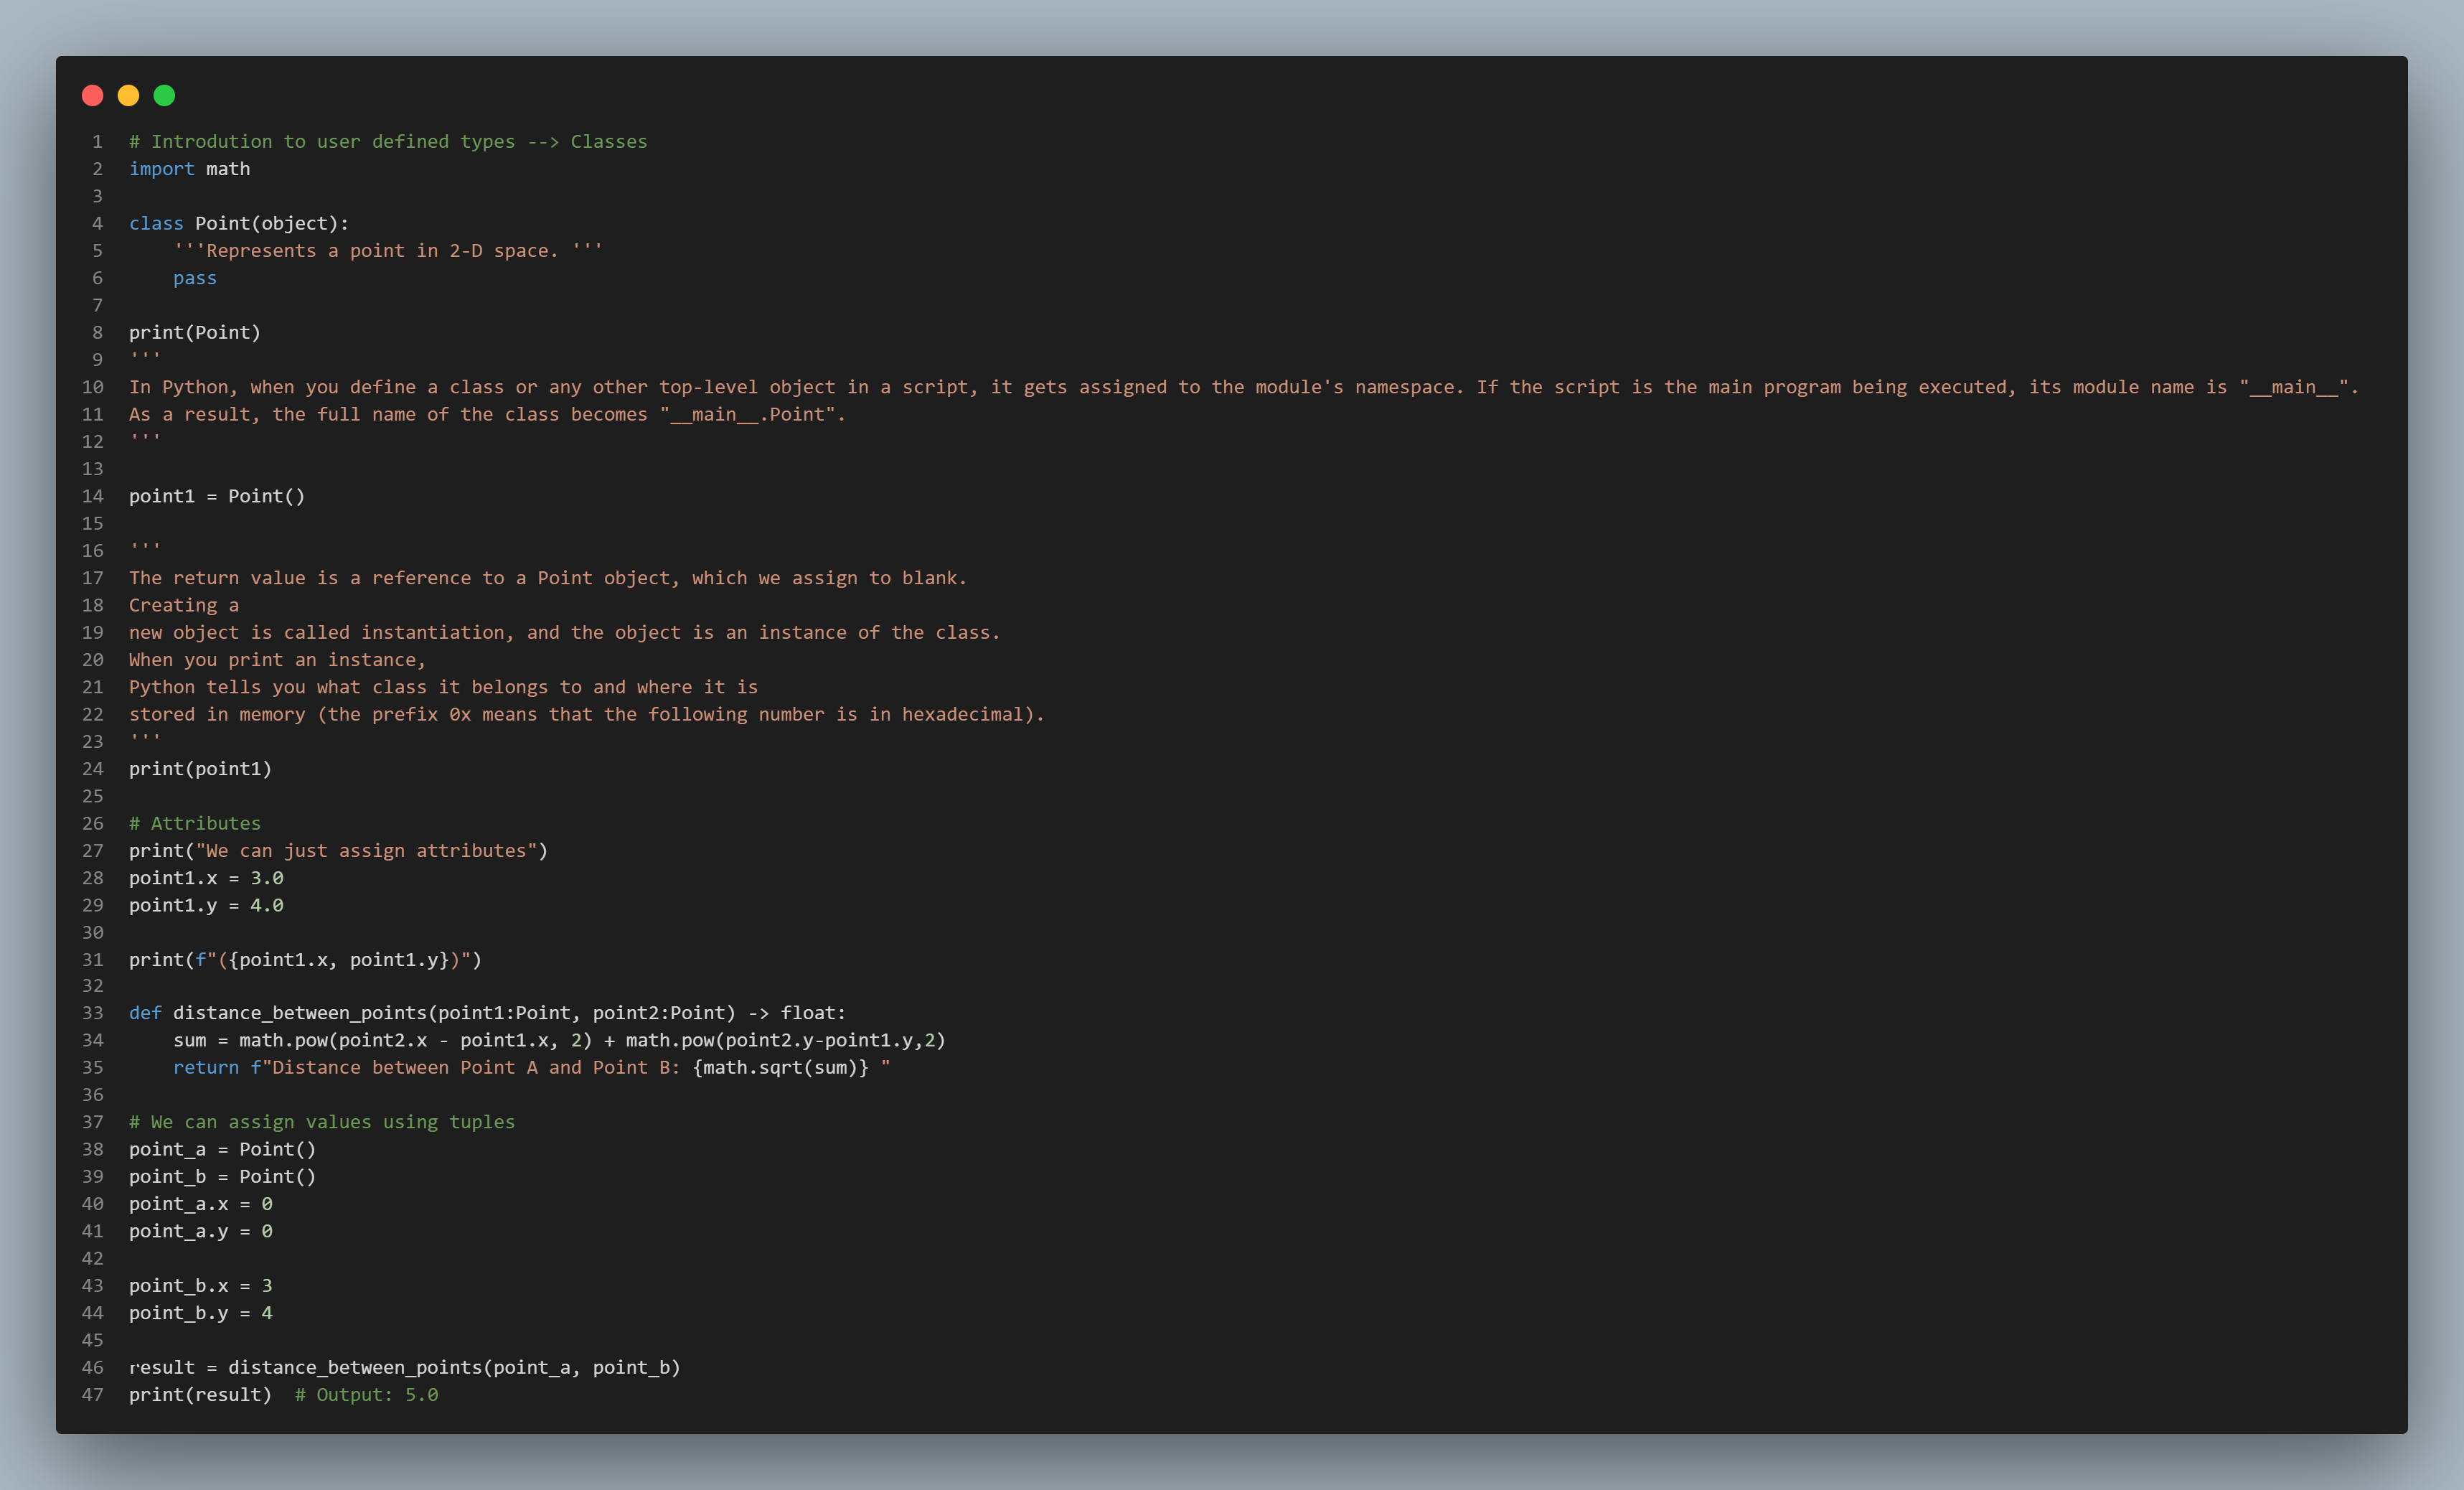 1 # Introdution to user defined types --> Classes
2 import math
3
4 class Point(object):
5     '''Represents a point in 2-D space. '''
6     pass
7
8 print(Point)
9 '''
10 In Python, when you define a class or any other top-level object in a script, it gets assigned to the module's namespace. If the script is the main program being executed, its module name is "__main__".
11 As a result, the full name of the class becomes "__main__.Point".
12 '''
13
14 point1 = Point()
15
16 '''
17 The return value is a reference to a Point object, which we assign to blank.
18 Creating a
19 new object is called instantiation, and the object is an instance of the class.
20 When you print an instance,
21 Python tells you what class it belongs to and where it is
22 stored in memory (the prefix 0x means that the following number is in hexadecimal).
23 '''
24 print(point1)
25
26 # Attributes
27 print("We can just assign attributes")
28 point1.x = 3.0
29 point1.y = 4.0
30
31 print(f"({point1.x, point1.y})")
32
33 def distance_between_points(point1:Point, point2:Point) -> float:
34     sum = math.pow(point2.x - point1.x, 2) + math.pow(point2.y-point1.y,2)
35     return f"Distance between Point A and Point B: {math.sqrt(sum)} "
36
37 # We can assign values using tuples
38 point_a = Point()
39 point_b = Point()
40 point_a.x = 0
41 point_a.y = 0
42
43 point_b.x = 3
44 point_b.y = 4
45
46 result = distance_between_points(point_a, point_b)
47 print(result)  # Output: 5.0